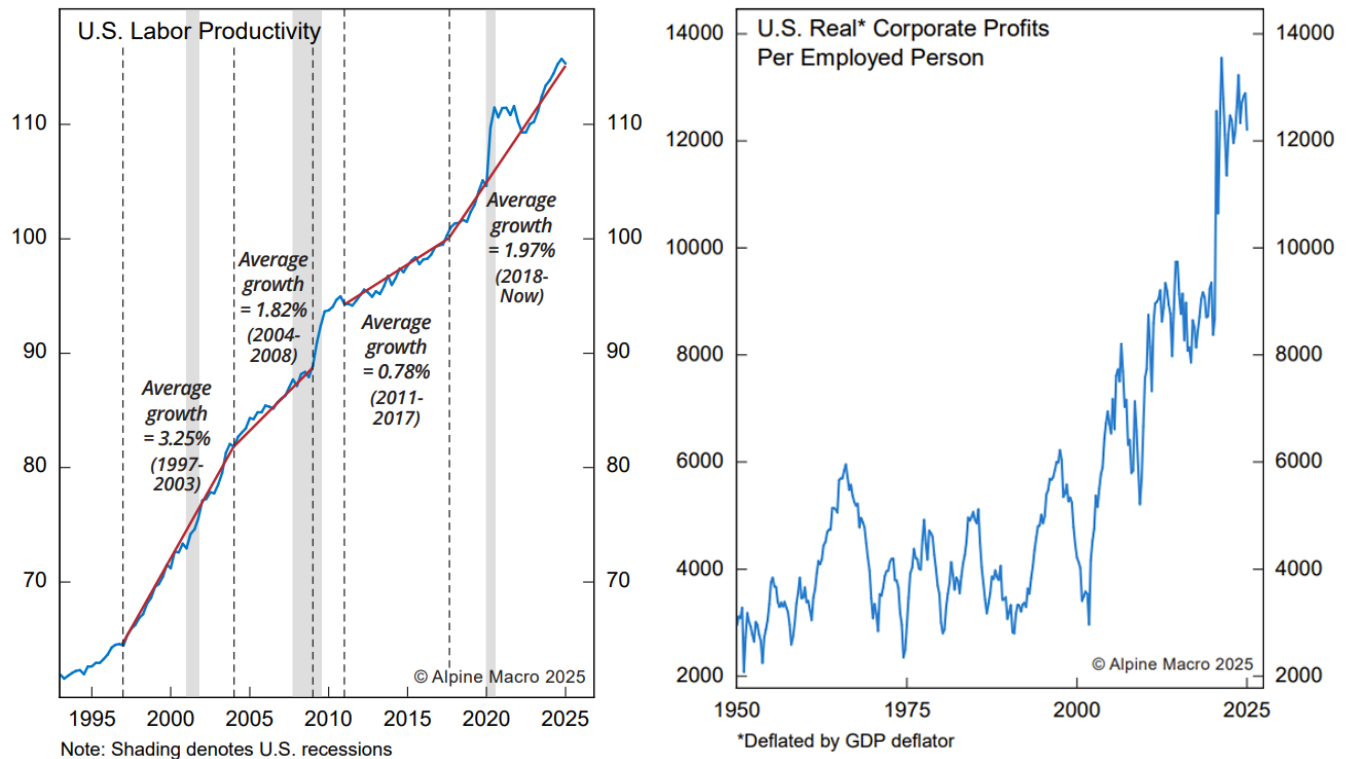 U.S. Labor Productivity
110
100
90
80
70
110
100
90
80
70
Average
growth
= 3.25%
(1997-
2003)
Average
growth
= 1.82%
(2004-
2008)
Average
growth
= 0.78%
(2011-
2017)
Average
growth
= 1.97%
(2018-
Now)
© Alpine Macro 2025
1995 2000 2005 2010 2015 2020 2025
Note: Shading denotes U.S. recessions
U.S. Real* Corporate Profits
Per Employed Person
14000
12000
10000
8000
6000
4000
2000
14000
12000
10000
8000
6000
4000
2000
© Alpine Macro 2025
1950 1975 2000 2025
*Deflated by GDP deflator